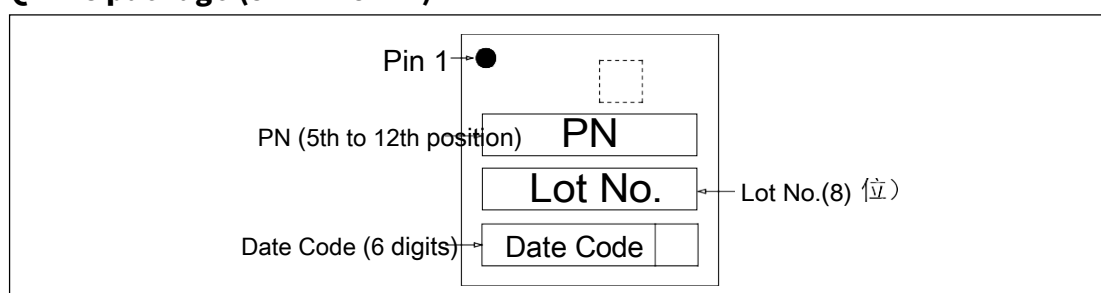 Pin 1
PN (5th to 12th position)
PN
Lot No.
Lot No.(8) 位）
Date Code (6 digits)
Date Code